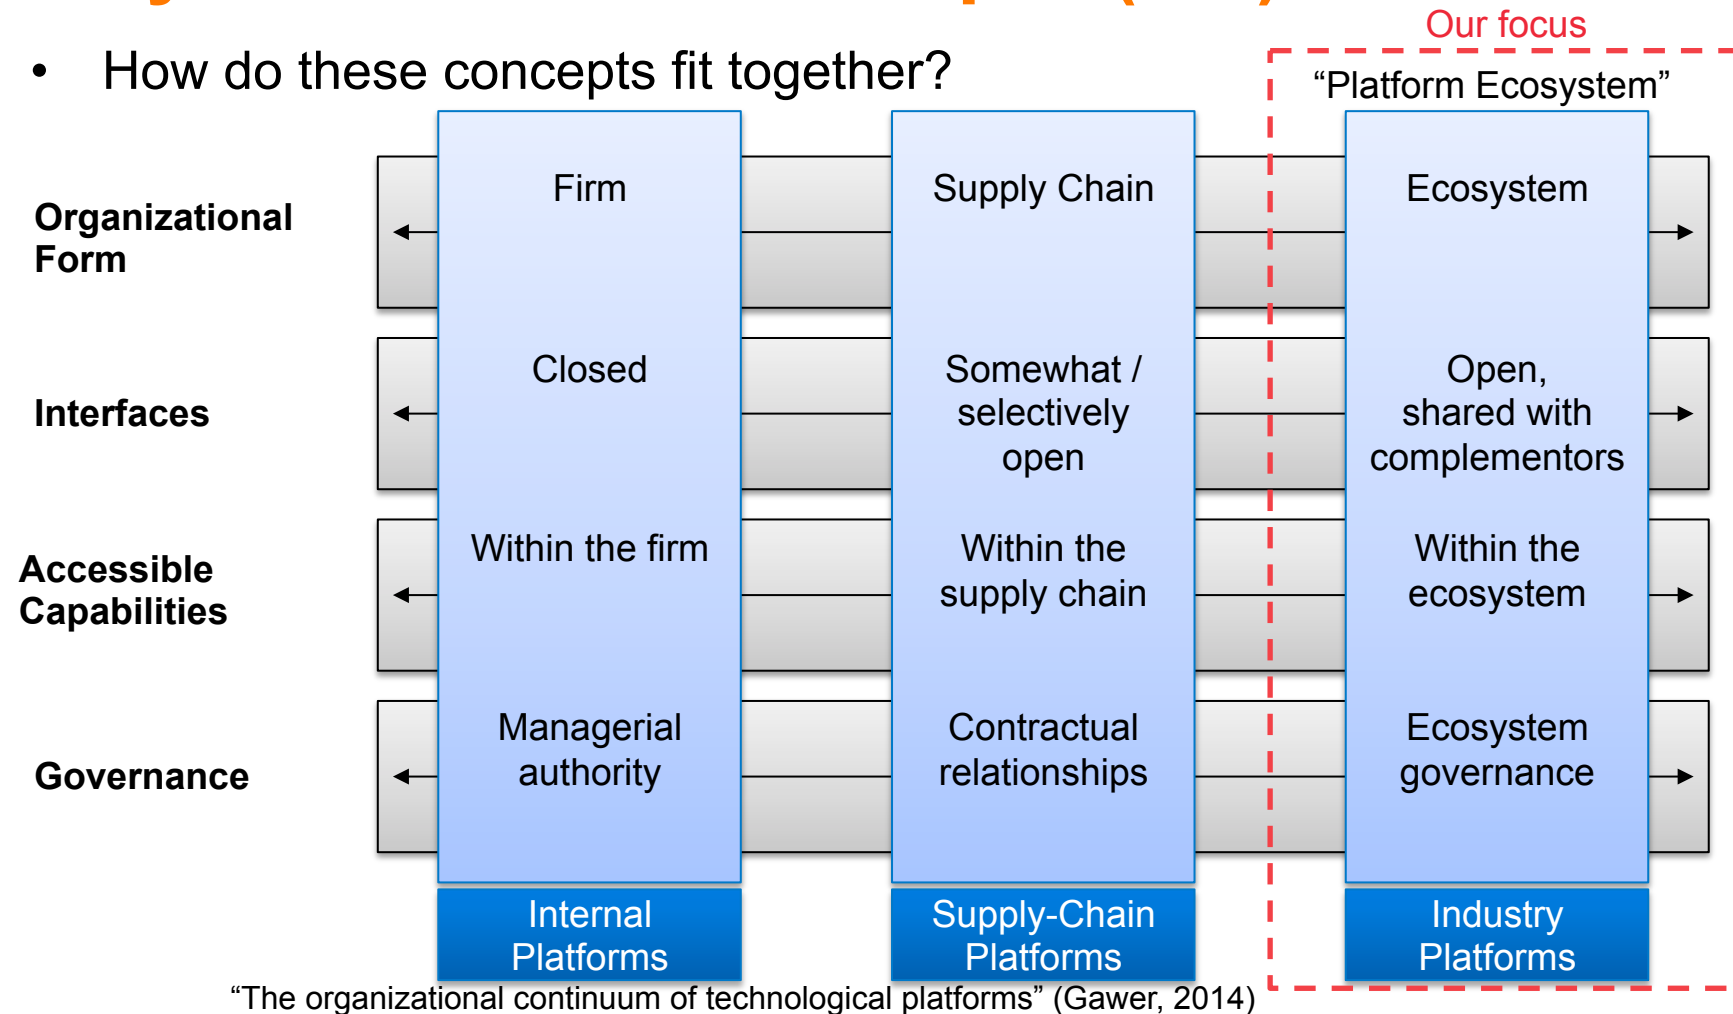 Our focus
• How do these concepts fit together?
“Platform Ecosystem”
Organizational
Form
Firm
Supply Chain
Ecosystem
Interfaces
Closed
Somewhat /
selectively
open
Open,
shared with
complementors
Accessible
Capabilities
Within the firm
Within the
supply chain
Within the
ecosystem
Governance
Managerial
authority
Contractual
relationships
Ecosystem
governance
Internal
Platforms
Supply-Chain
Platforms
Industry
Platforms
“The organizational continuum of technological platforms” (Gawer, 2014)